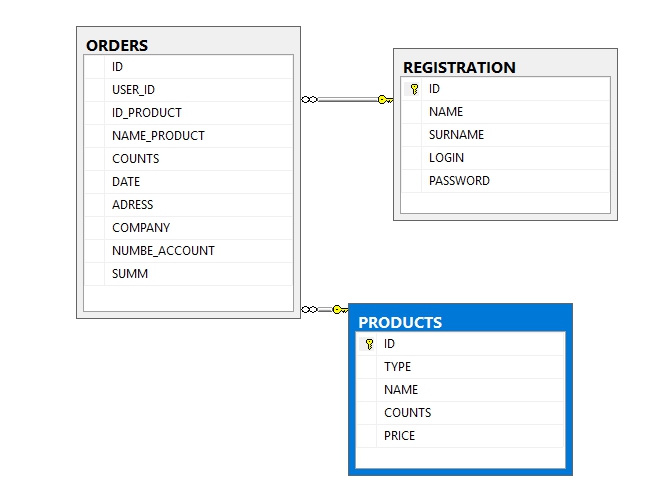 ORDERS
ID
USER_ID
ID_PRODUCT
NAME_PRODUCT
COUNTS
DATE
ADRESS
COMPANY
NUMBE_ACCOUNT
SUMM
REGISTRATION
ID
NAME
SURNAME
LOGIN
PASSWORD
PRODUCTS
ID
TYPE
NAME
COUNTS
PRICE